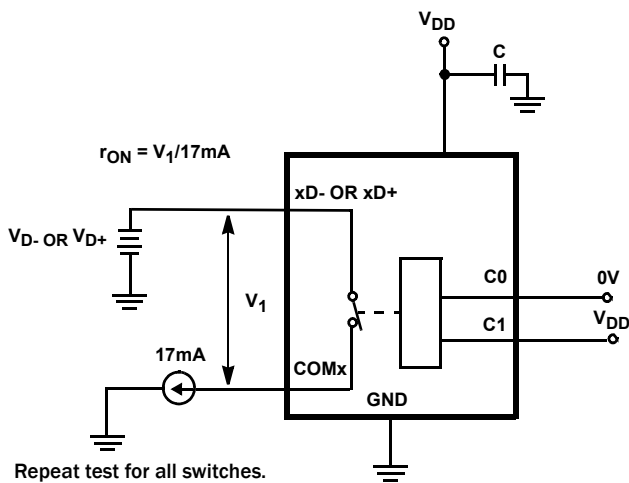 VDD
C
rON = V1/17mA
xD- OR xD+
VD- OR VD+
C0
0V
V1
C1
VDD
17mA
COMx
GND
Repeat test for all switches.